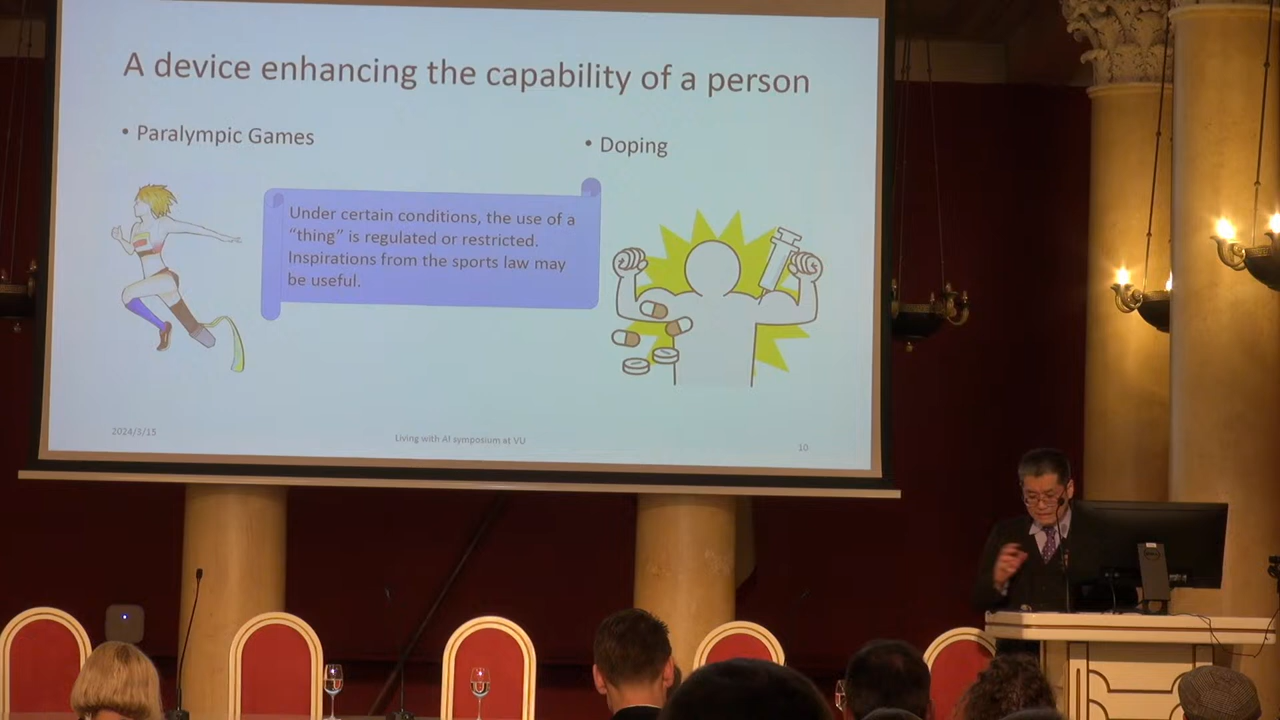 A device enhancing the capability of a person
• Paralympic Games
• Doping
Under certain conditions, the use of a
“thing” is regulated or restricted.
Inspirations from the sports law may
be useful.
2024/3/15
Living with AI symposium at VU
10